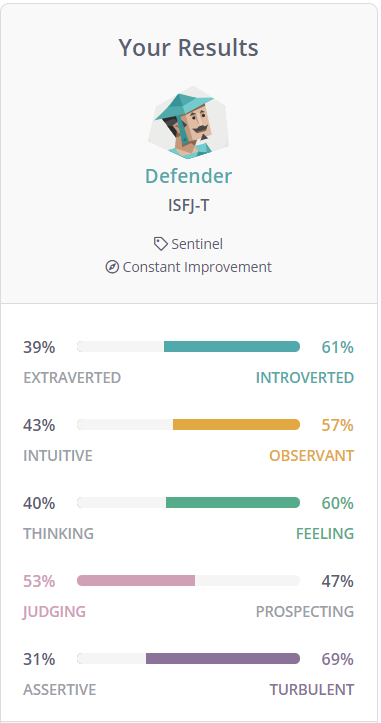 Your Results
Defender
ISFJ-T
Sentinel
Constant Improvement
39% 61%
EXTRAVERTED INTROVERTED
43% 57%
INTUITIVE OBSERVANT
40% 60%
THINKING FEELING
53% 47%
JUDGING PROSPECTING
31% 69%
ASSERTIVE TURBULENT